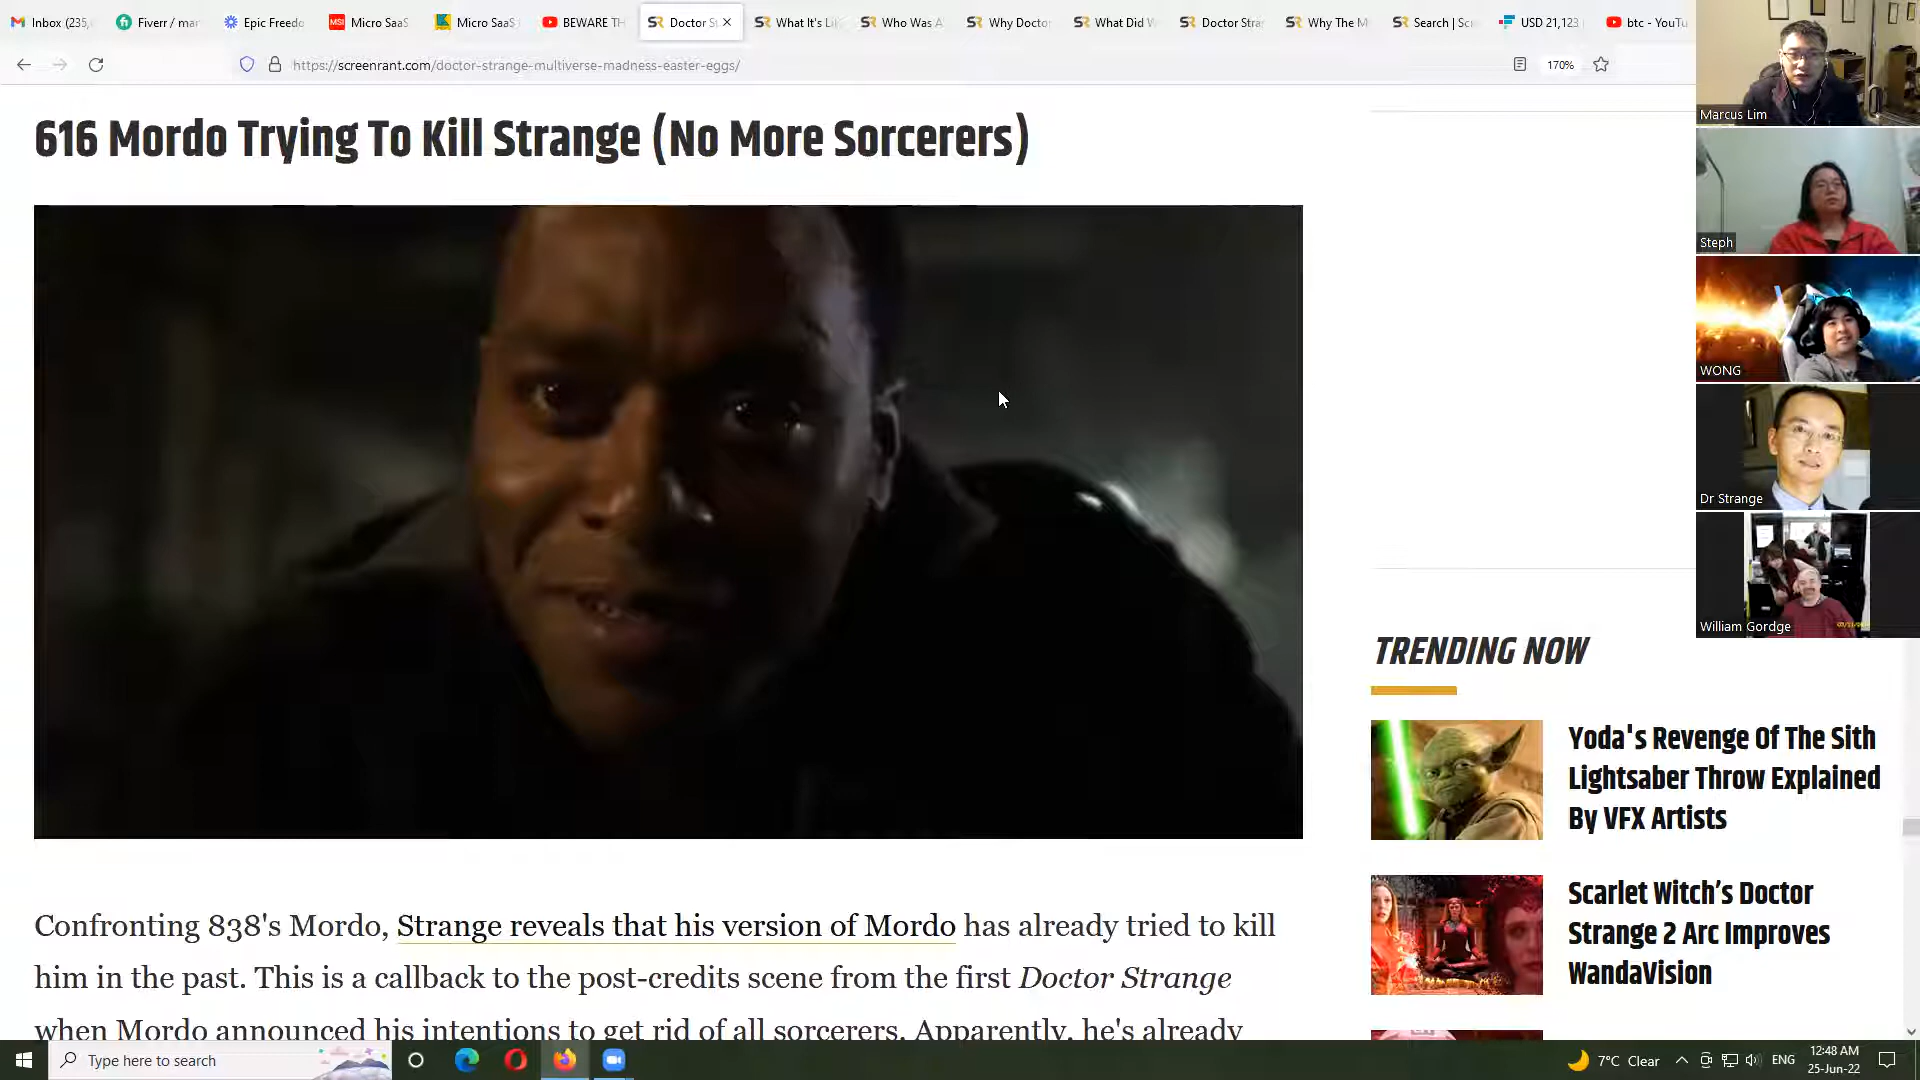 Inbox (235,
Fiverr / mar
Epic Freedo
MSI
Micro SaaS
Micro SaaS
BEWARE TH
Doctor S
What It's Li
Who Was A
Why Docto
What Did W
Doctor Stra
Why The M
Search | Scr
USD 21,123
btc - YouTu
https://screenrant.com/doctor-strange-multiverse-madness-easter-eggs/
170%
616 Mordo Trying To Kill Strange (No More Sorcerers)
Marcus Lim
Steph
WONG
Dr Strange
William Gordge
TRENDING NOW
Yoda's Revenge Of The Sith
Lightsaber Throw Explained
By VFX Artists
Scarlet Witch’s Doctor
Strange 2 Arc Improves
WandaVision
Confronting 838's Mordo, Strange reveals that his version of Mordo has already tried to kill
him in the past. This is a callback to the post-credits scene from the first Doctor Strange
when Mordo announced his intentions to get rid of all sorcerers. Apparently, he's already
Type here to search
7°C Clear
ENG
12:48 AM
25-Jun-22